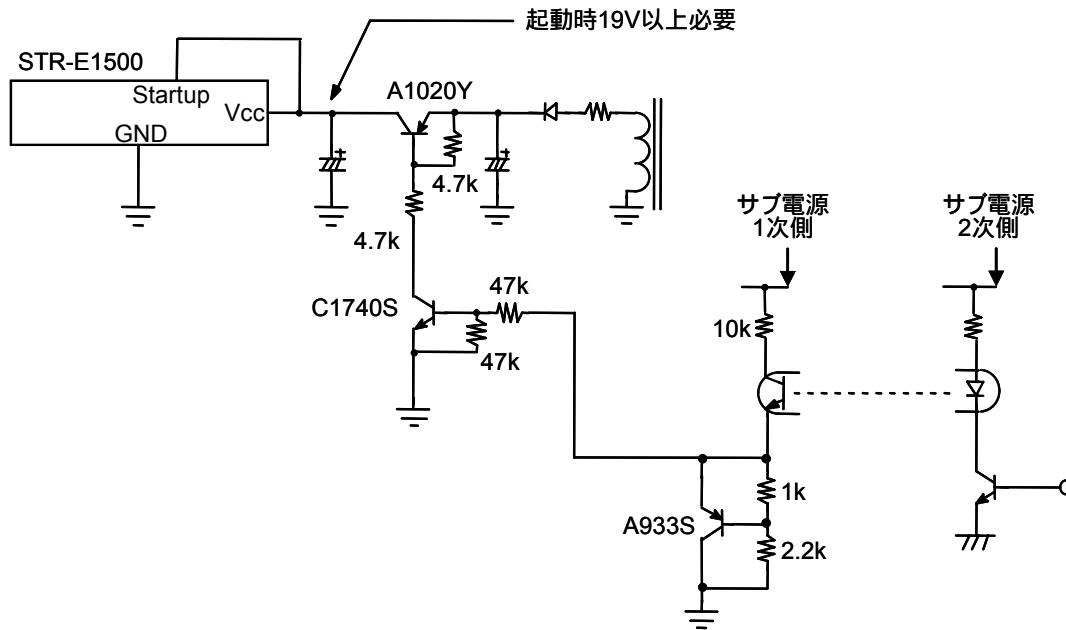 起動時19V以上必要
STR-E1500
Startup
Vcc
GND
A1020Y
4.7k
4.7k
C1740S
47k
47k
サブ電源
1次側
サブ電源
2次側
10k
1k
A933S
2.2k